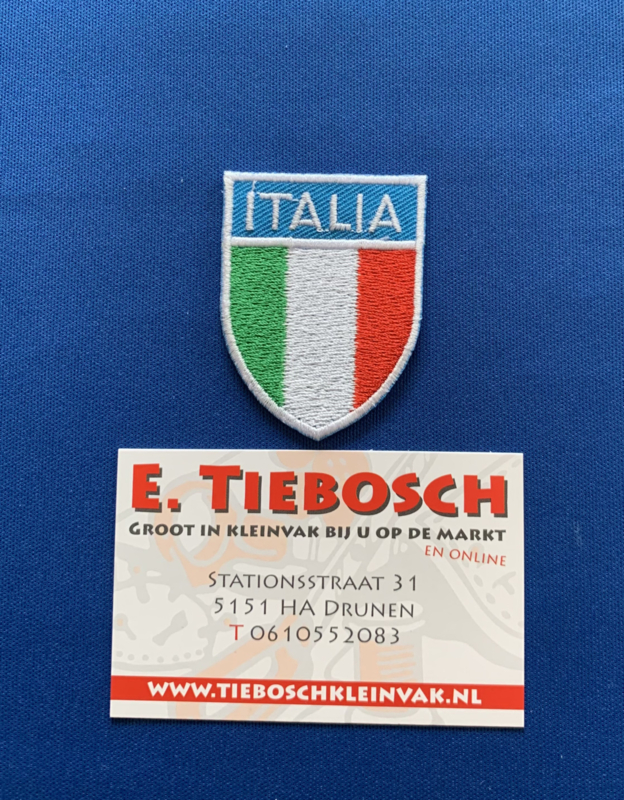 ITALIA
E. TIEBOSCH
GROOT IN KLEINVAK BIJ U OP DE MARKT
EN ONLINE
STATIONSSTRAAT 31
5151 HA DRUNEN
T 0610552083
WWW.TIEBOSCHKLEINVAK.NL